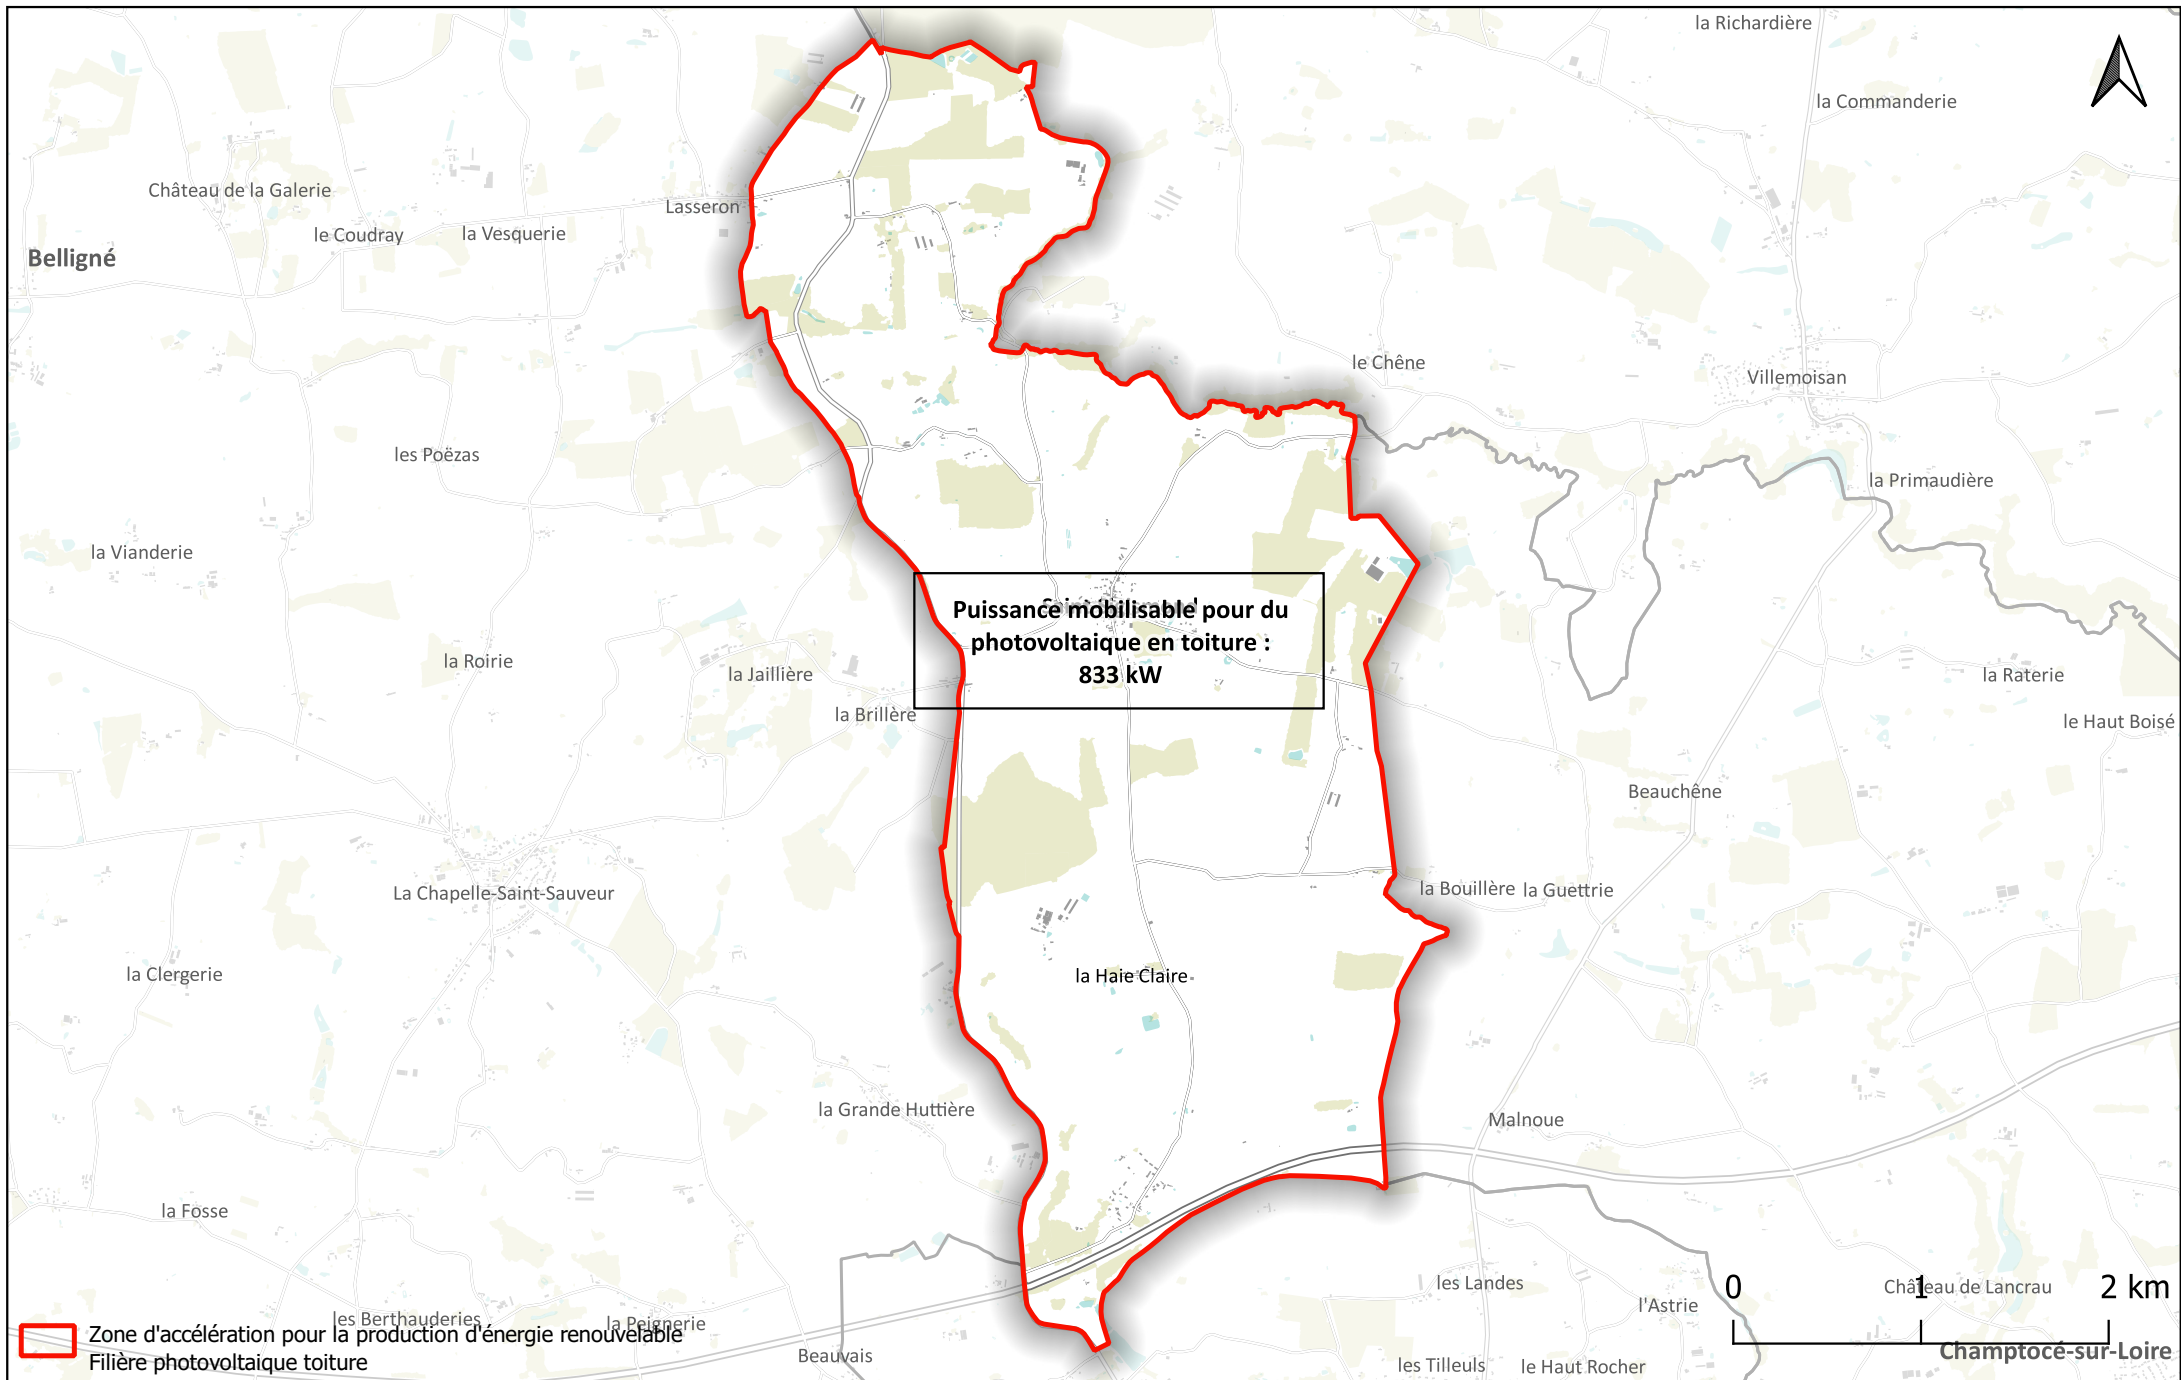 la Richardière
la Commanderie
Château de la Galerie
Lasseron
le Coudray
la Vesquerie
Belligné
le Chêne
Villemoisan
les Poëzas
la Primaudière
la Vianderie
Puissance mobilisable pour du
photovoltaique en toiture :
833 kW
la Roirie
la Jaillière
la Raterie
la Brillère
le Haut Boisé
Beauchêne
La Chapelle-Saint-Sauveur
la Bouillère
la Guettrie
la Clergerie
la Haie Claire
la Grande Huttière
Malnoue
la Fosse
les Landes
Château de Lancrau
0 1 2 km
l'Astrie
les Berthauderies
la Peignerie
Zone d'accélération pour la production d'énergie renouvelable
Filière photovoltaique toiture
Beauvais
les Tilleuls
le Haut Rocher
Champtocé-sur-Loire